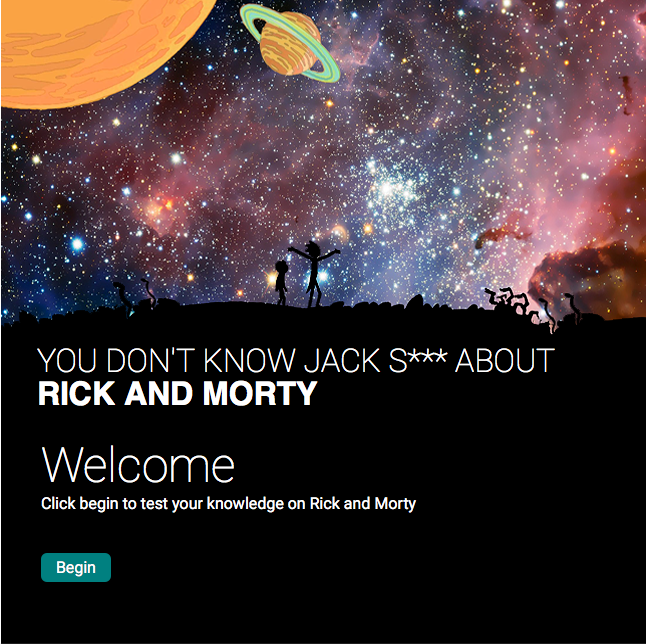 YOU DON'T KNOW JACK S*** ABOUT
RICK AND MORTY
Welcome
Click begin to test your knowledge on Rick and Morty
Begin